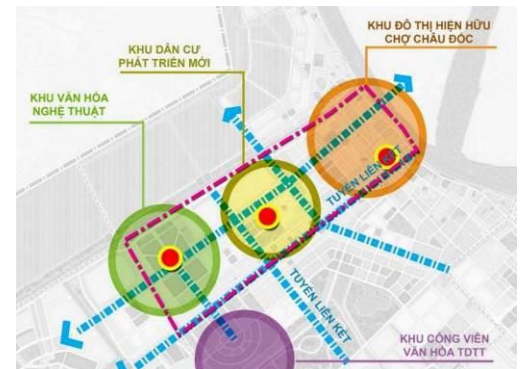 KHU ĐÔ THỊ HIỆN HỮU
CHỢ CHÂU ĐỐC
KHU DÂN CƯ
PHÁT TRIỂN MỚI
KHU VĂN HÓA
NGHỆ THUẬT
TUYẾN LIÊN KẾT
TUYẾN LIÊN KẾT
KHU CÔNG VIÊN
VĂN HÓA TDTT